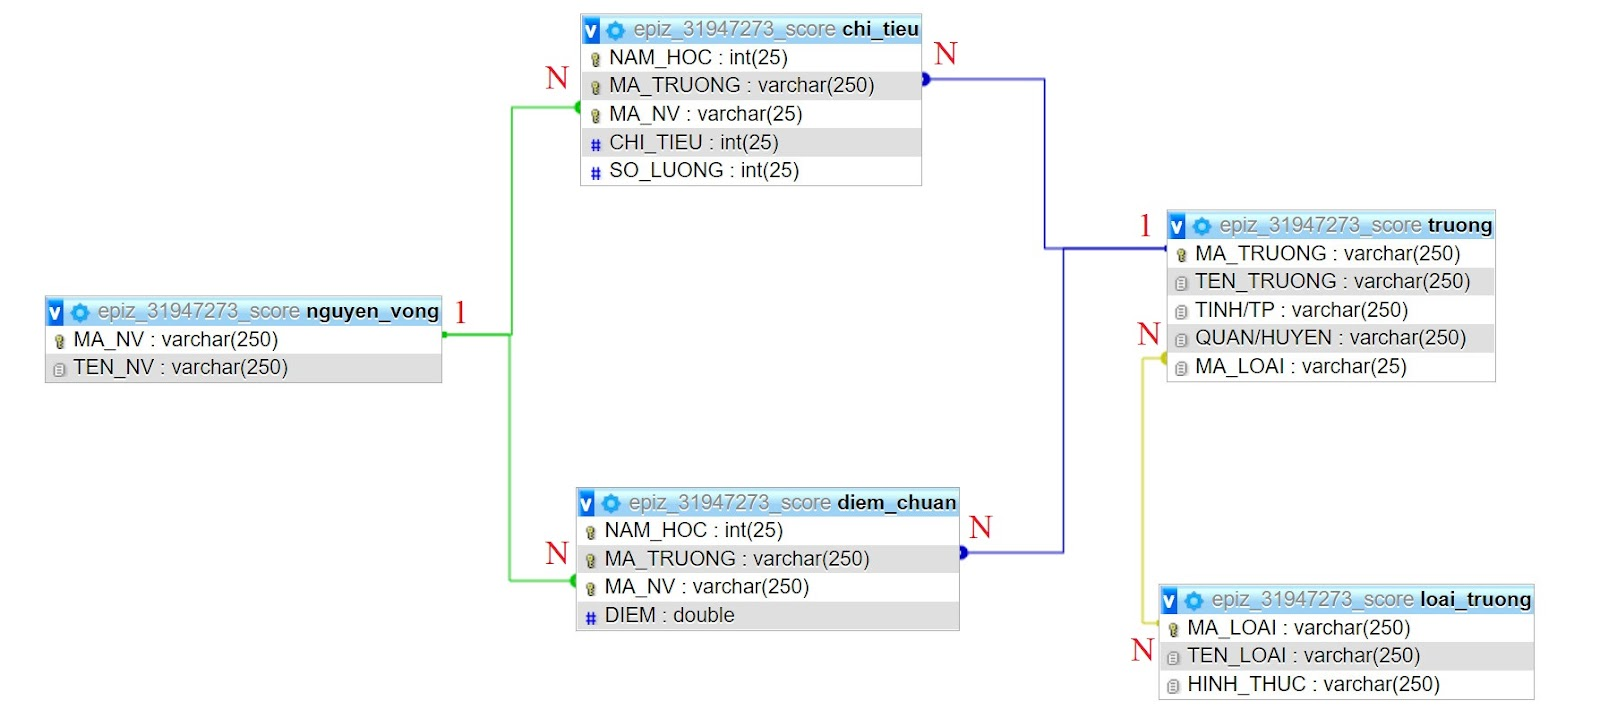 epiz_31947273_score chi_tieu
NAM_HOC : int(25)
MA_TRUONG : varchar(250)
MA_NV : varchar(25)
CHI_TIEU : int(25)
SO_LUONG : int(25)
N
N
epiz_31947273_score truong
MA_TRUONG : varchar(250)
TEN_TRUONG : varchar(250)
TINH/TP : varchar(250)
QUAN/HUYEN : varchar(250)
MA_LOAI : varchar(25)
1
N
epiz_31947273_score nguyen_vong
MA_NV : varchar(250)
TEN_NV : varchar(250)
1
epiz_31947273_score diem_chuan
NAM_HOC : int(25)
MA_TRUONG : varchar(250)
MA_NV : varchar(250)
DIEM : double
N
N
epiz_31947273_score loai_truong
MA_LOAI : varchar(250)
TEN_LOAI : varchar(250)
HINH_THUC : varchar(250)
N